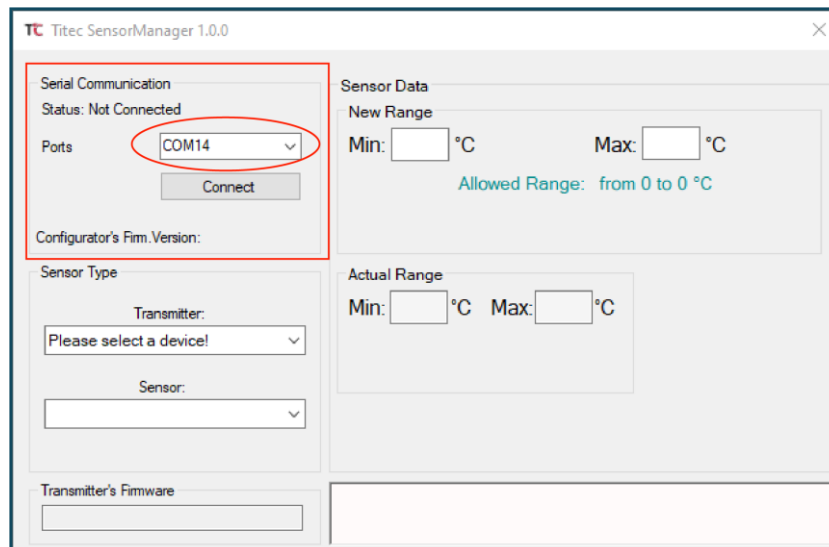 TC Titec SensorManager 1.0.0
Serial Communication
Status: Not Connected
Ports COM14
Connect
Configurator's Firm.Version:
Sensor Type
Transmitter:
Please select a device!
Sensor:
Transmitter's Firmware
Sensor Data
New Range
Min: °C Max: °C
Allowed Range: from 0 to 0 °C
Actual Range
Min: °C Max: °C